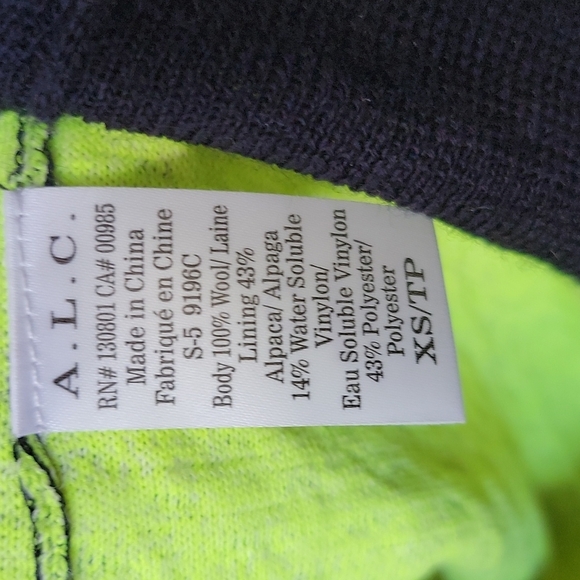 A.L.C.
RN# 130801 CA# 00985
Made in China
Fabriqué en Chine
S-5 9196C
Body 100% Wool/ Laine
Lining 43%
Alpaca/ Alpaga
14% Water Soluble
Vinylon/
Eau Soluble Vinylon
43% Polyester/
Polyester
XS/TP